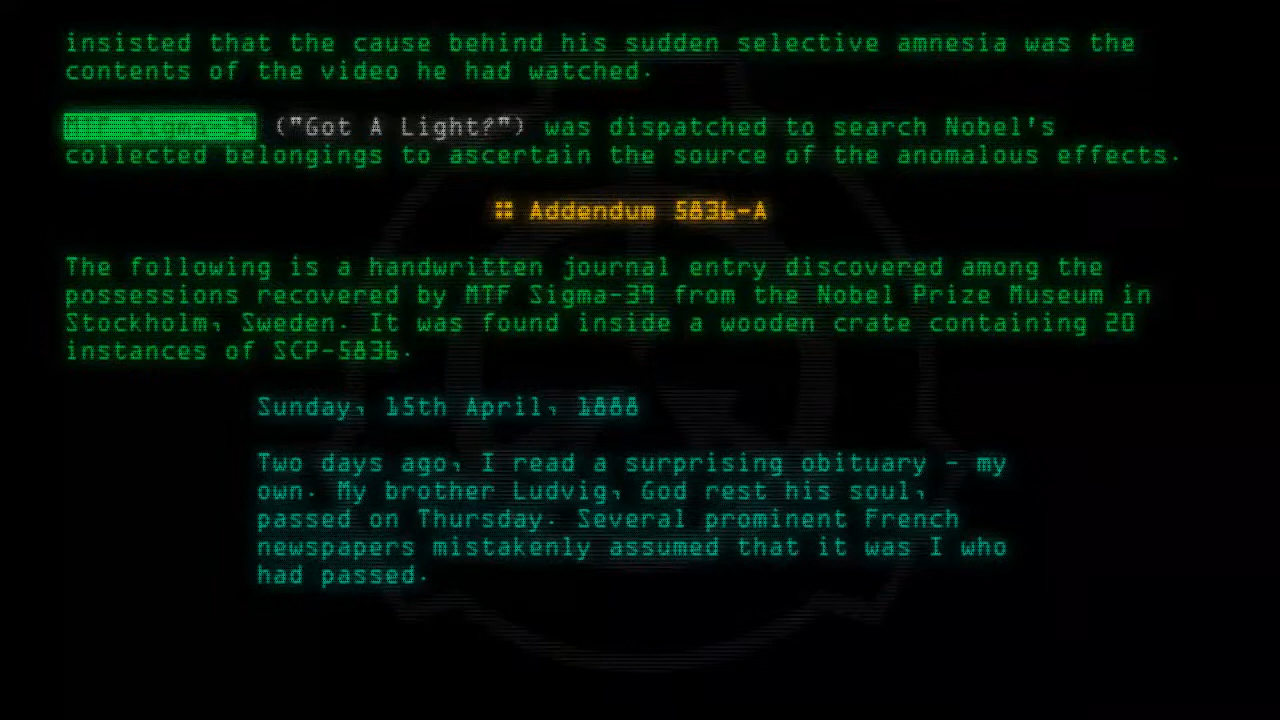 insisted that the cause behind his sudden selective amnesia was the
contents of the video he had watched.
MTF Sigma-39 ("Got A Light?") was dispatched to search Nobel's
collected belongings to ascertain the source of the anomalous effects.
:: Addendum 5836-A
The following is a handwritten journal entry discovered among the
possessions recovered by MTF Sigma-39 from the Nobel Prize Museum in
Stockholm, Sweden. It was found inside a wooden crate containing 20
instances of SCP-5836.
Sunday, 15th April, 1888
Two days ago, I read a surprising obituary - my
own. My brother Ludvig, God rest his soul,
passed on Thursday. Several prominent French
newspapers mistakenly assumed that it was I who
had passed.